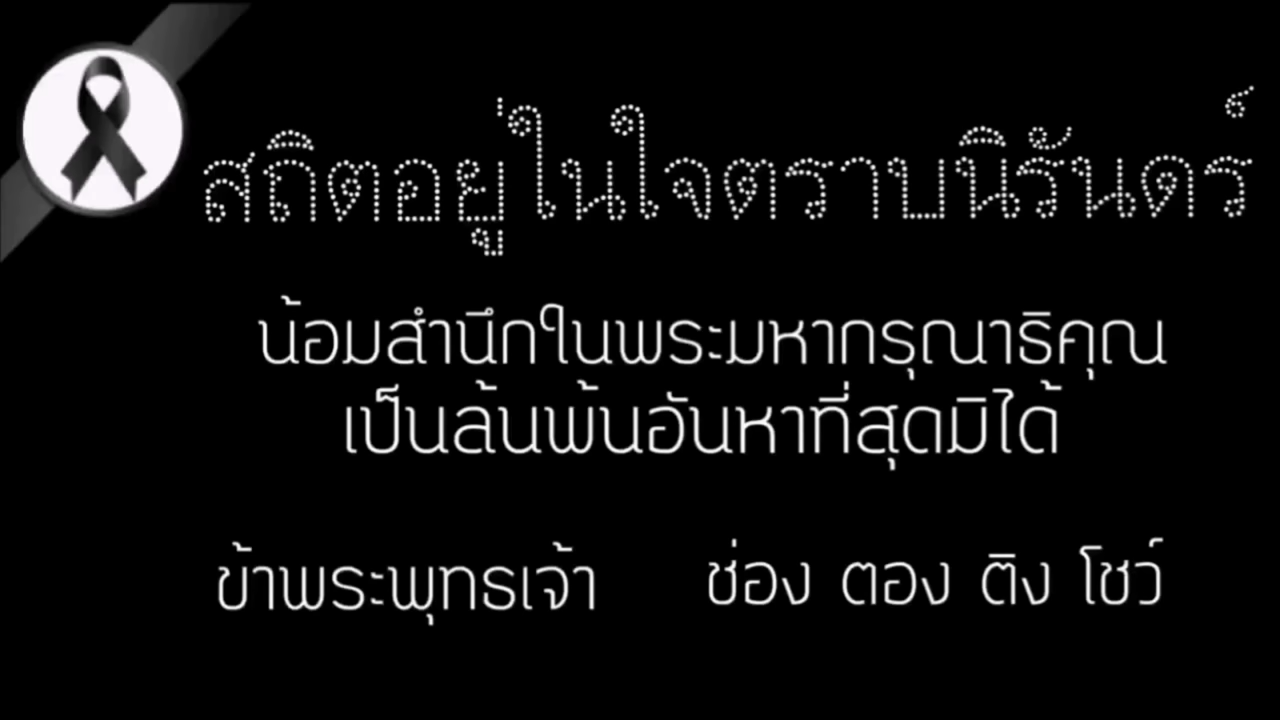 สถิตอยู่ในใจตราบนิรันดร์
น้อมสำนึกในพระมหากรุณาธิคุณ
เป็นล้นพ้นอันหาที่สุดมิได้
ข้าพระพุทธเจ้า ช่อง ตอง ติง โชว์